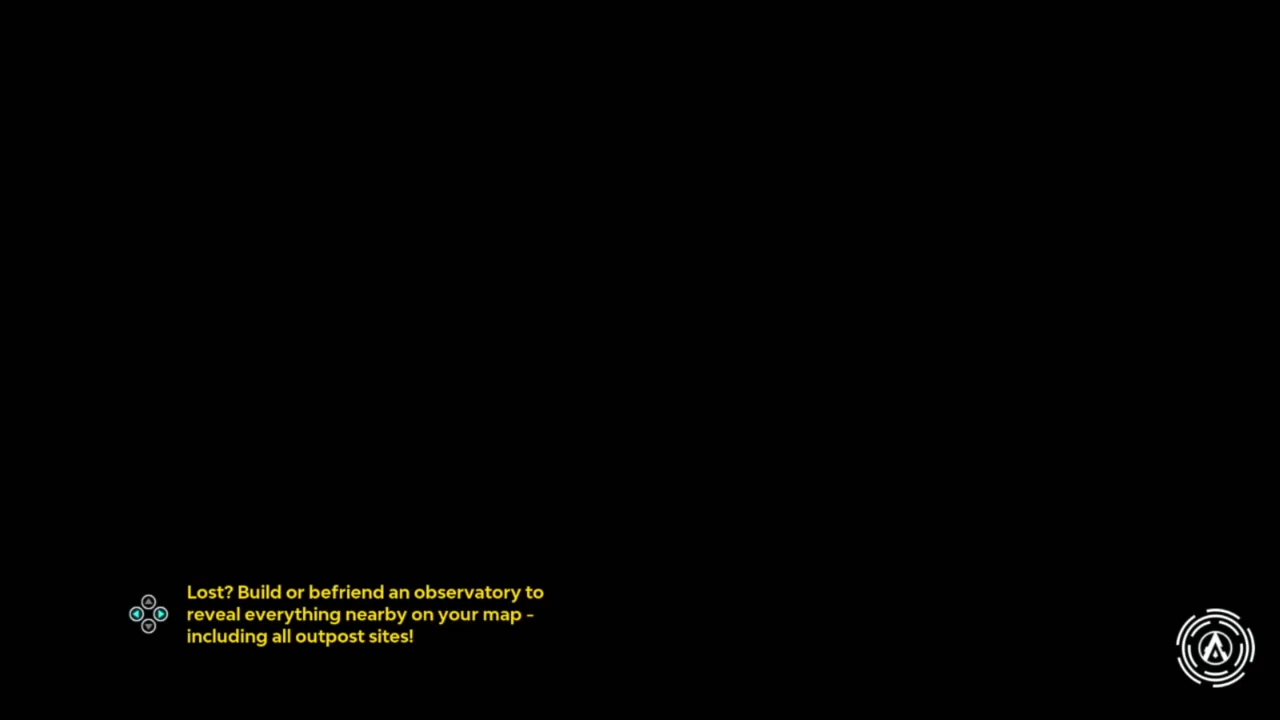 Lost? Build or befriend an observatory to
reveal everything nearby on your map -
including all outpost sites!